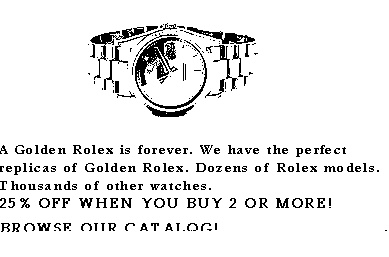 A Golden Rolex is forever. We have the perfect
replicas of Golden Rolex. Dozens of Rolex models.
Thousands of other watches.
25% OFF WHEN YOU BUY 2 OR MORE!
BROWSE OUR CATALOG!